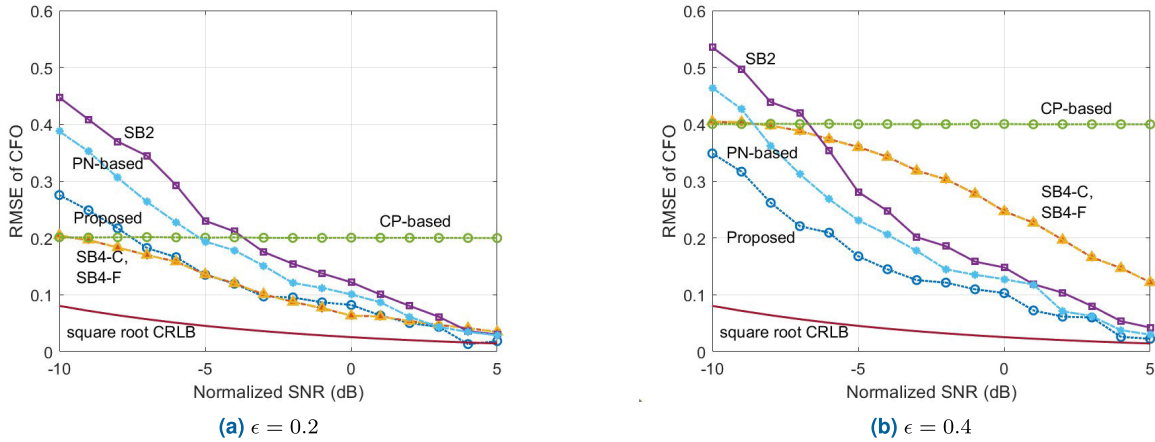 0.6
0.5
0.4
0.3
0.2
0.1
0
RMSE of CFO
SB2
PN-based
Proposed
CP-based
SB4-C,
SB4-F
square root CRLB
-10
-5
0
5
Normalized SNR (dB)
(a) ϵ = 0.2
0.6
0.5
0.4
0.3
0.2
0.1
0
RMSE of CFO
SB2
CP-based
PN-based
SB4-C,
SB4-F
Proposed
square root CRLB
-10
-5
0
5
Normalized SNR (dB)
(b) ϵ = 0.4